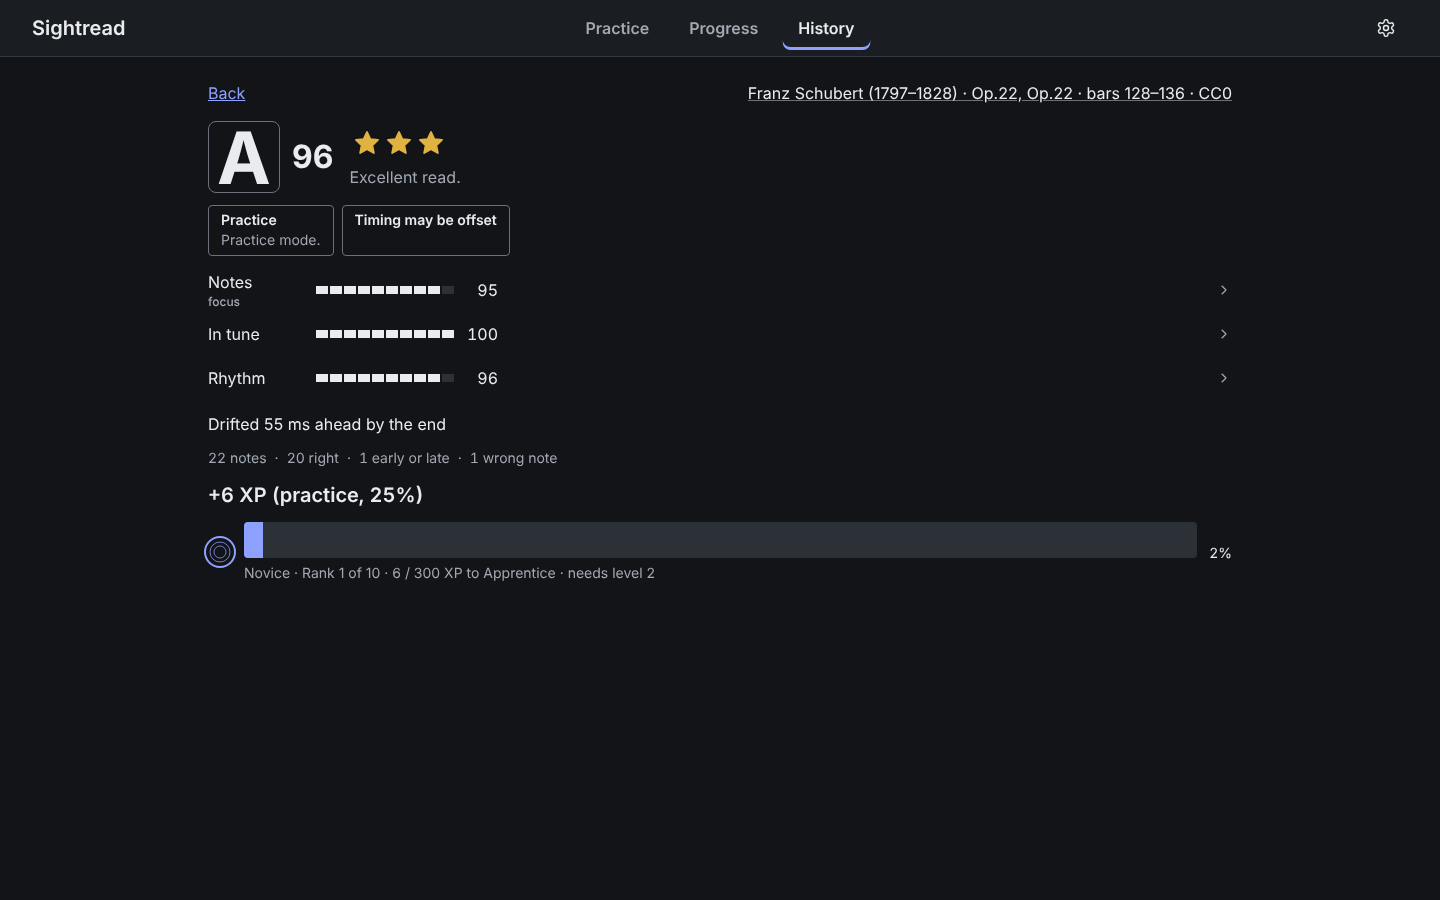 Sightread
Practice
Progress
History
Back
Franz Schubert (1797–1828) · Op.22, Op.22 · bars 128–136 · CC0
A
96
Excellent read.
Practice
Practice mode.
Timing may be offset
Notes
focus
95
In tune
100
Rhythm
96
Drifted 55 ms ahead by the end
22 notes · 20 right · 1 early or late · 1 wrong note
+6 XP (practice, 25%)
2%
Novice · Rank 1 of 10 · 6 / 300 XP to Apprentice · needs level 2